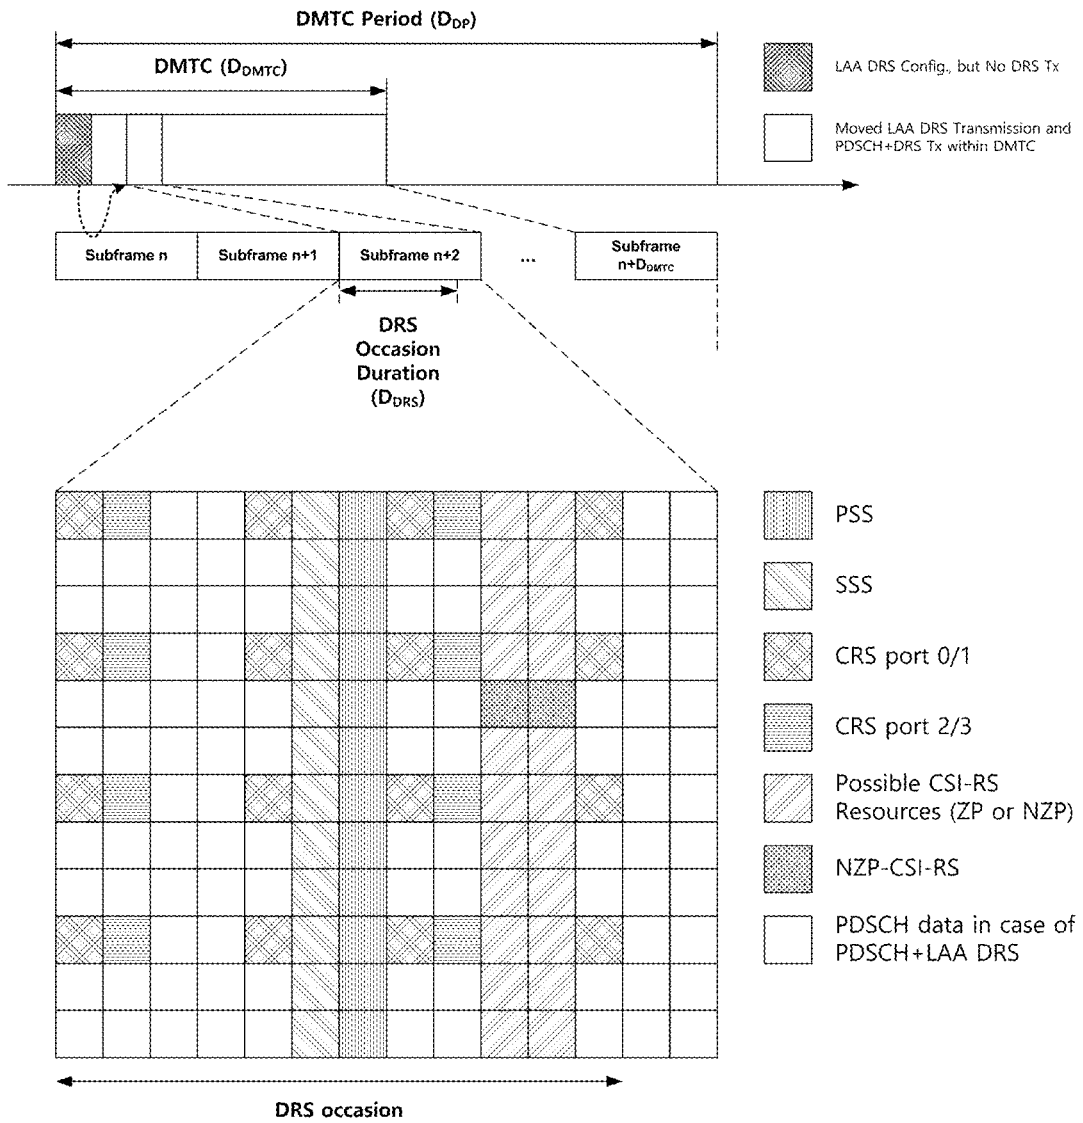 DMTC Period (DDP)
DMTC (DDMTC)
LAA DRS Config., but No DRS Tx
Moved LAA DRS Transmission and
PDSCH+DRS Tx within DMTC
Subframe n
Subframe n+1
Subframe n+2
...
Subframe
n+DDMTC
DRS
Occasion
Duration
(DDRS)
PSS
SSS
CRS port 0/1
CRS port 2/3
Possible CSI-RS
Resources (ZP or NZP)
NZP-CSI-RS
PDSCH data in case of
PDSCH+LAA DRS
DRS occasion